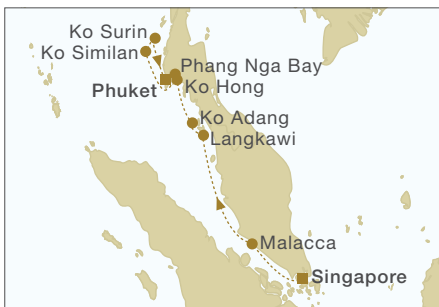 Ko Surin
Ko Similan
Phang Nga Bay
Phuket
Ko Hong
Ko Adang
Langkawi
Malacca
Singapore